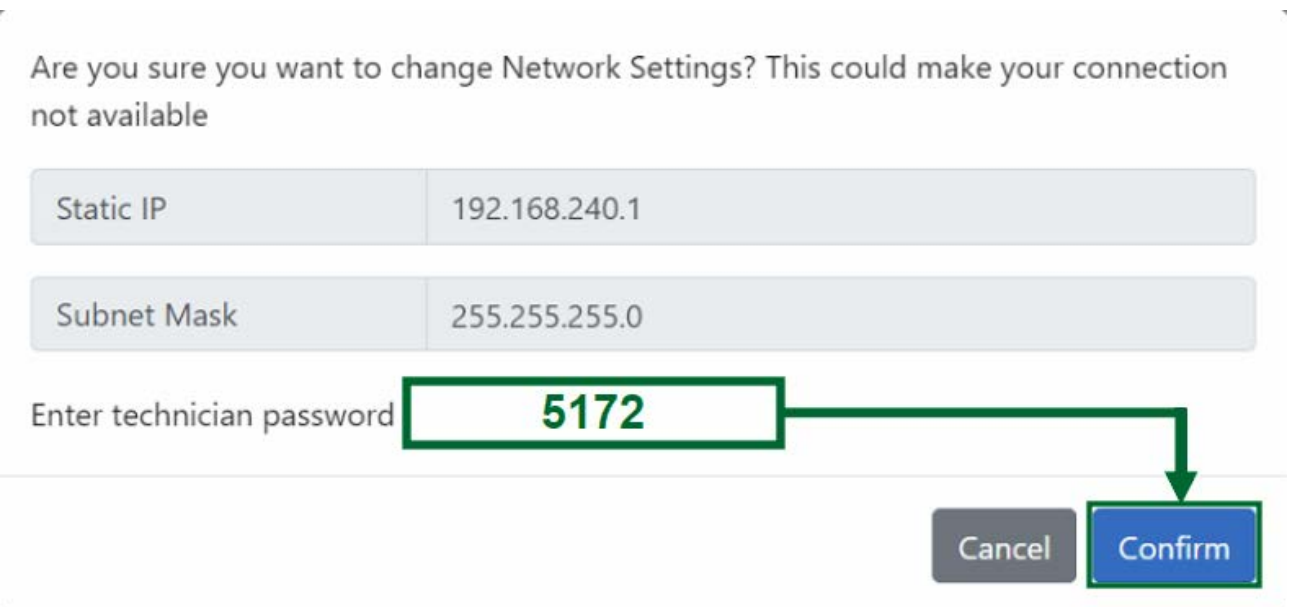 Are you sure you want to change Network Settings? This could make your connection
not available
Static IP 192.168.240.1
Subnet Mask 255.255.255.0
Enter technician password 5172
Cancel Confirm